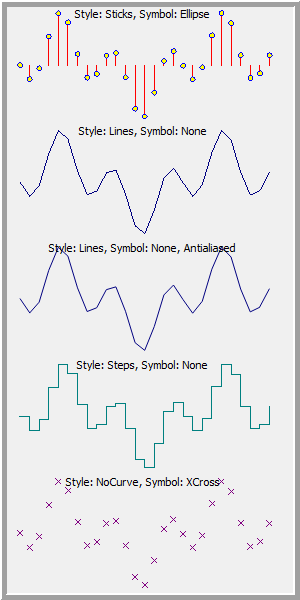 Style: Sticks, Symbol: Ellipse
Style: Lines, Symbol: None
Style: Lines, Symbol: None, Antialiased
Style: Steps, Symbol: None
Style: NoCurve, Symbol: XCross